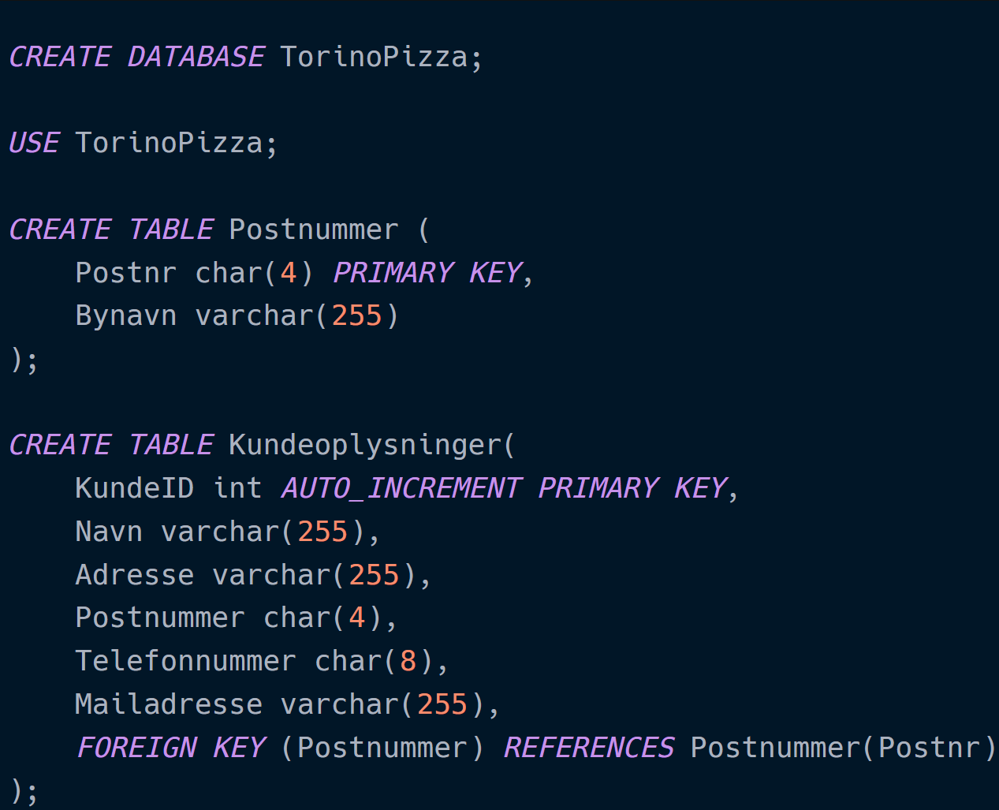 CREATE DATABASE TorinoPizza;
USE TorinoPizza;
CREATE TABLE Postnummer (
    Postnr char(4) PRIMARY KEY,
    Bynavn varchar(255)
);
CREATE TABLE Kundeoplysninger(
    KundeID int AUTO_INCREMENT PRIMARY KEY,
    Navn varchar(255),
    Adresse varchar(255),
    Postnummer char(4),
    Telefonnummer char(8),
    Mailadresse varchar(255),
    FOREIGN KEY (Postnummer) REFERENCES Postnummer(Postnr)
);